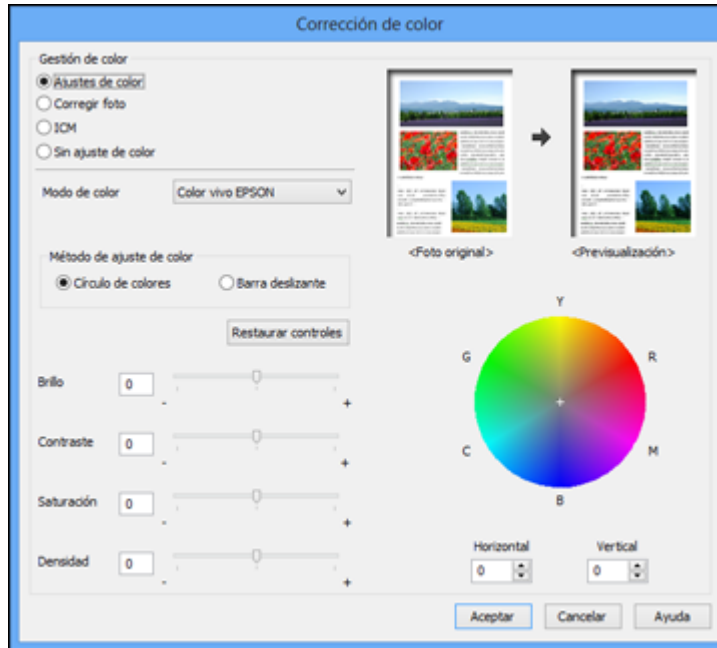 Corrección de color
Gestión de color
Ajustes de color
Corregir foto
ICM
Sin ajuste de color
Modo de color
Color vivo EPSON
Método de ajuste de color
Círculo de colores
Barra deslizante
Restaurar controles
Brillo 0 - +
Contraste 0 - +
Saturación 0 - +
Densidad 0 - +
<Foto original>
<Previsualización>
Y
G R
C M
B
Horizontal Vertical
0 0
Aceptar Cancelar Ayuda